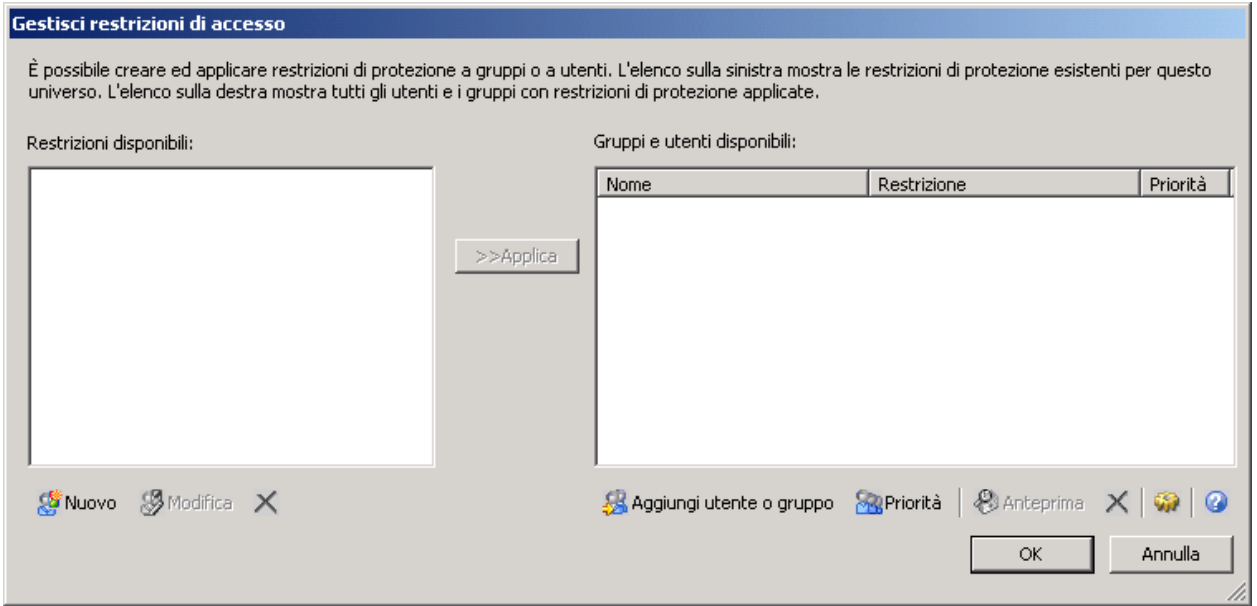 Gestisci restrizioni di accesso
È possibile creare ed applicare restrizioni di protezione a gruppi o a utenti. L'elenco sulla sinistra mostra le restrizioni di protezione esistenti per questo
universo. L'elenco sulla destra mostra tutti gli utenti e i gruppi con restrizioni di protezione applicate.
Restrizioni disponibili:
Gruppi e utenti disponibili:
Nome Restrizione Priorità
>>Applica
Nuovo Modifica
Aggiungi utente o gruppo Priorità Anteprima
OK Annulla